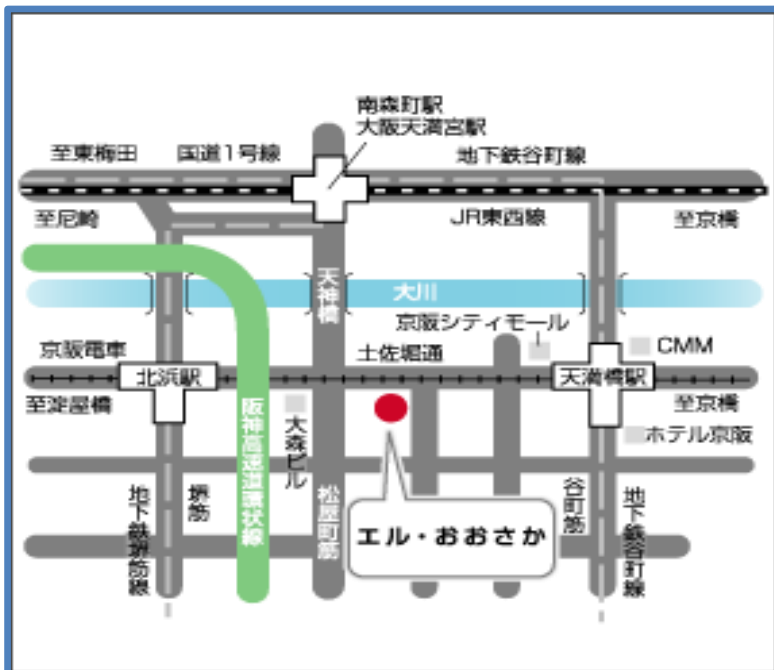 南森町駅
大阪天満宮駅
至東梅田
国道1号線
地下鉄谷町線
至尼崎
JR東西線
至京橋
天神橋
大川
京阪シティモール
京阪電車
土佐堀通
CMM
北浜駅
天満橋駅
至淀屋橋
至京橋
大森ビル
ホテル京阪
阪神高速道環状線
地下鉄堺筋線
堺筋
松屋町筋
エル・おおさか
谷町筋
地下鉄谷町線